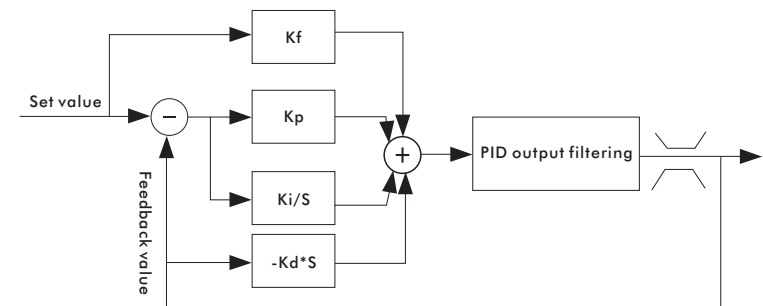 Kf
Set value
−
Kp
+
PID output filtering
Feedback value
Ki/S
-Kd*S